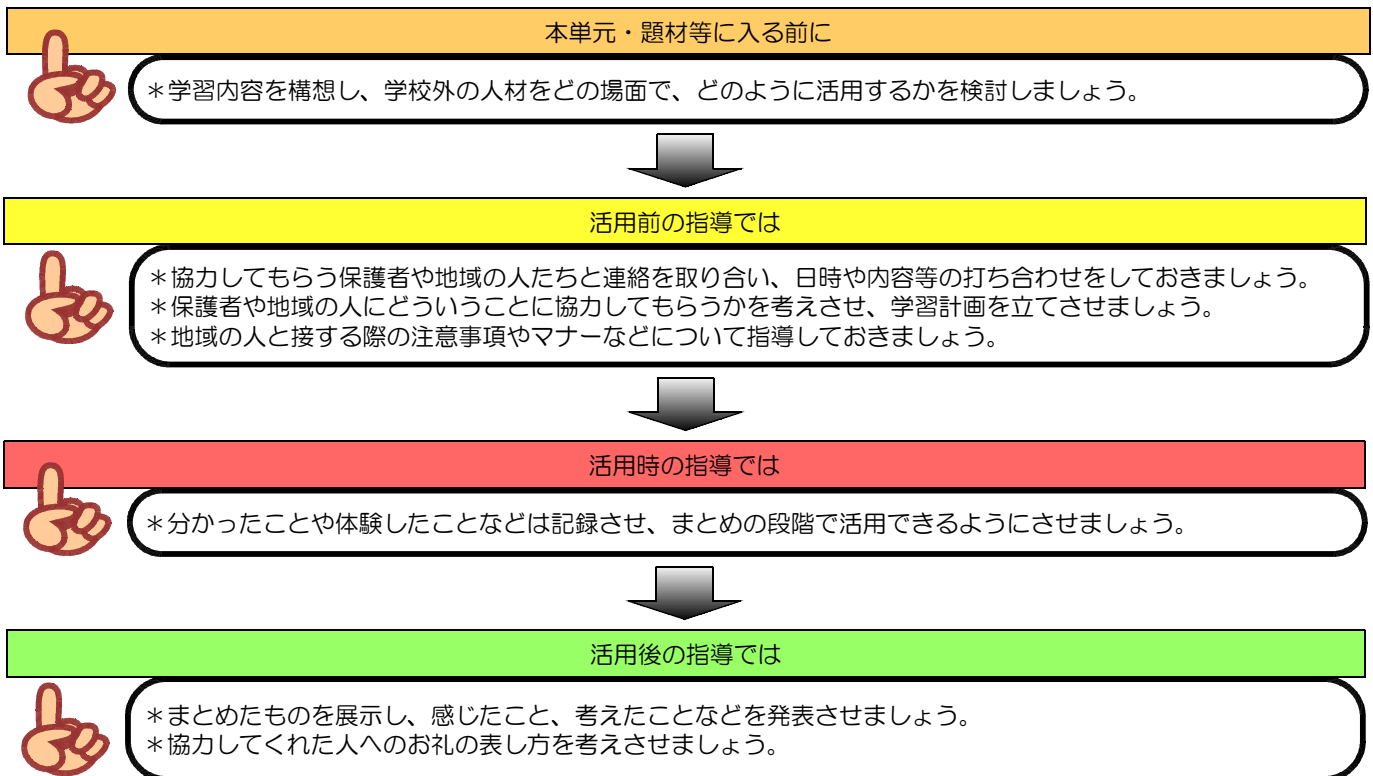 本単元・題材等に入る前に
＊学習内容を構想し、学校外の人材をどの場面で、どのように活用するかを検討しましょう。
活用前の指導では
＊協力してもらう保護者や地域の人たちと連絡を取り合い、日時や内容等の打ち合わせをしておきましょう。
＊保護者や地域の人にどういうことに協力してもらうかを考えさせ、学習計画を立てさせましょう。
＊地域の人と接する際の注意事項やマナーなどについて指導しておきましょう。
活用時の指導では
＊分かったことや体験したことなどは記録させ、まとめの段階で活用できるようにさせましょう。
活用後の指導では
＊まとめたものを展示し、感じたこと、考えたことなどを発表させましょう。
＊協力してくれた人へのお礼の表し方を考えさせましょう。